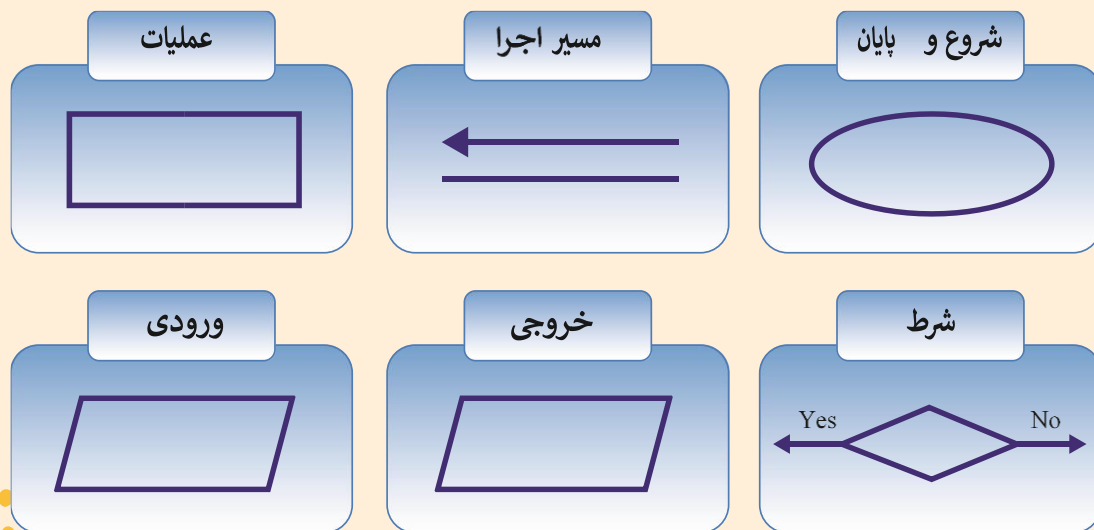 شروع و پایان
مسیر اجرا
عملیات
شرط
خروجی
ورودی
Yes
No